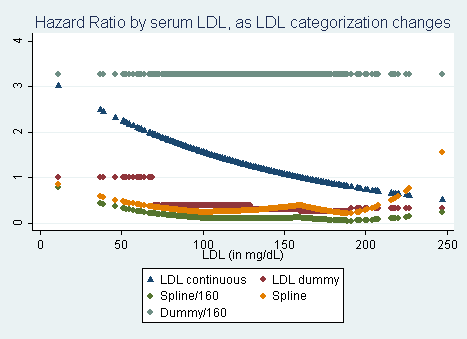 Hazard Ratio by serum LDL, as LDL categorization changes
4
3
2
1
0
0 50 100 150 200 250
LDL (in mg/dL)
LDL continuous LDL dummy
Spline/160 Spline
Dummy/160